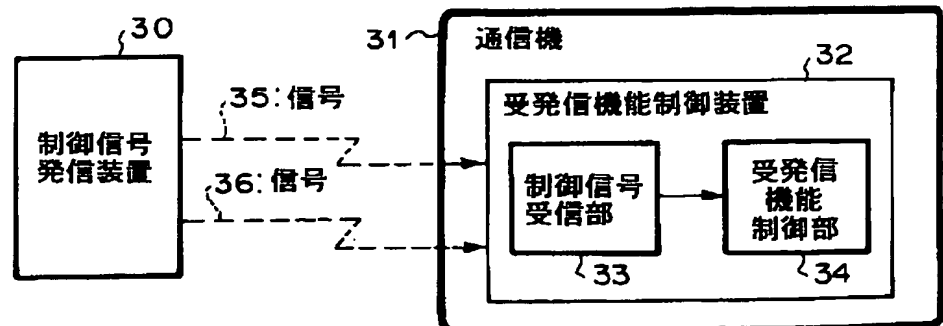 30
制御信号
発信装置
35:信号
36:信号
31
通信機
32
受発信機能制御装置
制御信号
受信部
33
受発信
機能
制御部
34